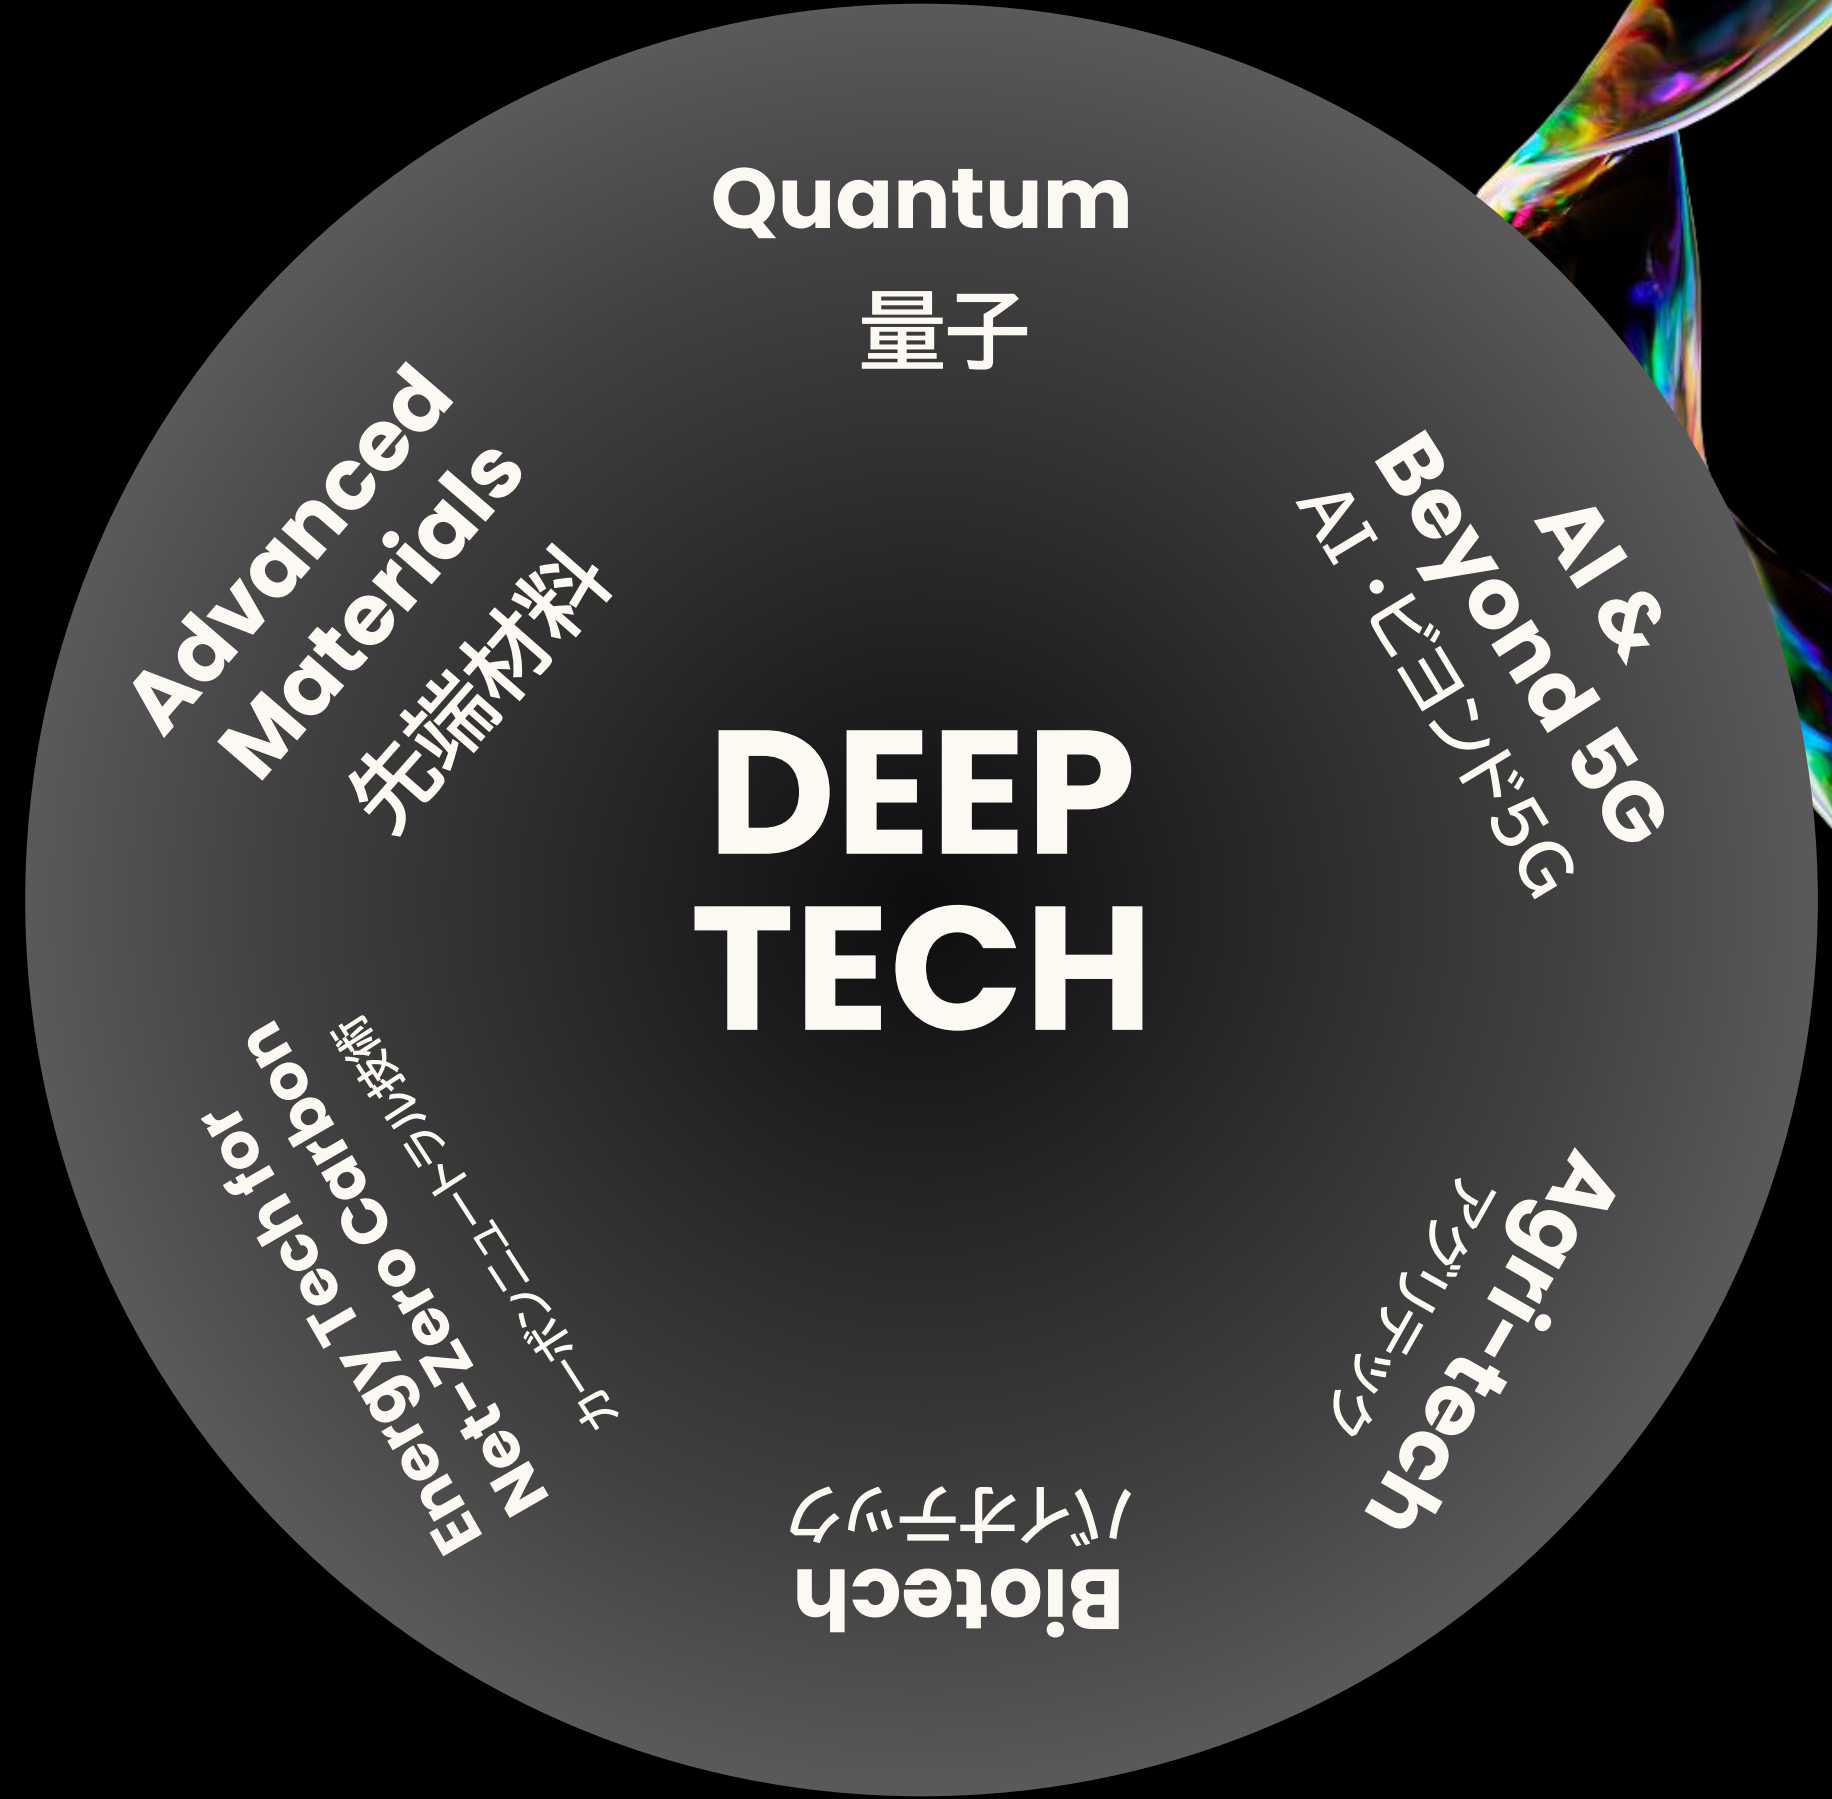 DEEP
TECH
Quantum
量子
AI &
Beyond 5G
AI・ビヨンド5G
Agri-tech
アグリテック
Biotech
バイオテック
Energy Tech for
Net-zero Carbon
カーボンニュートラル技術
Advanced
Materials
先端材料